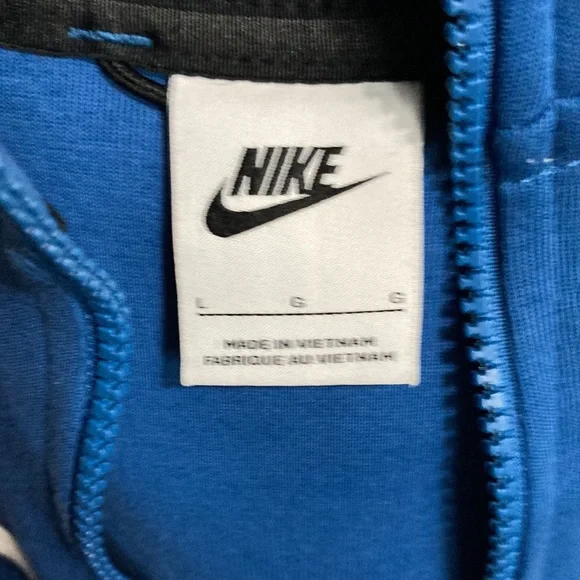 NIKE
L G G
MADE IN VIETNAM
FABRIQUE AU VIETNAM